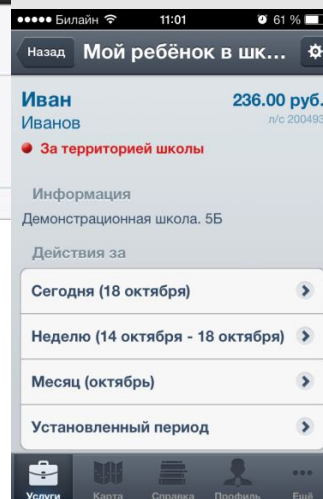 ●●●●● Билайн 11:01 61 %
Назад Мой ребёнок в шк...
Иван 236.00 руб.
Иванов л/с 200493
За территорией школы
Информация
Демонстрационная школа. 5Б
Действия за
Сегодня (18 октября)
Неделю (14 октября - 18 октября)
Месяц (октябрь)
Установленный период
Услуги Карта Справка Профиль Ещё